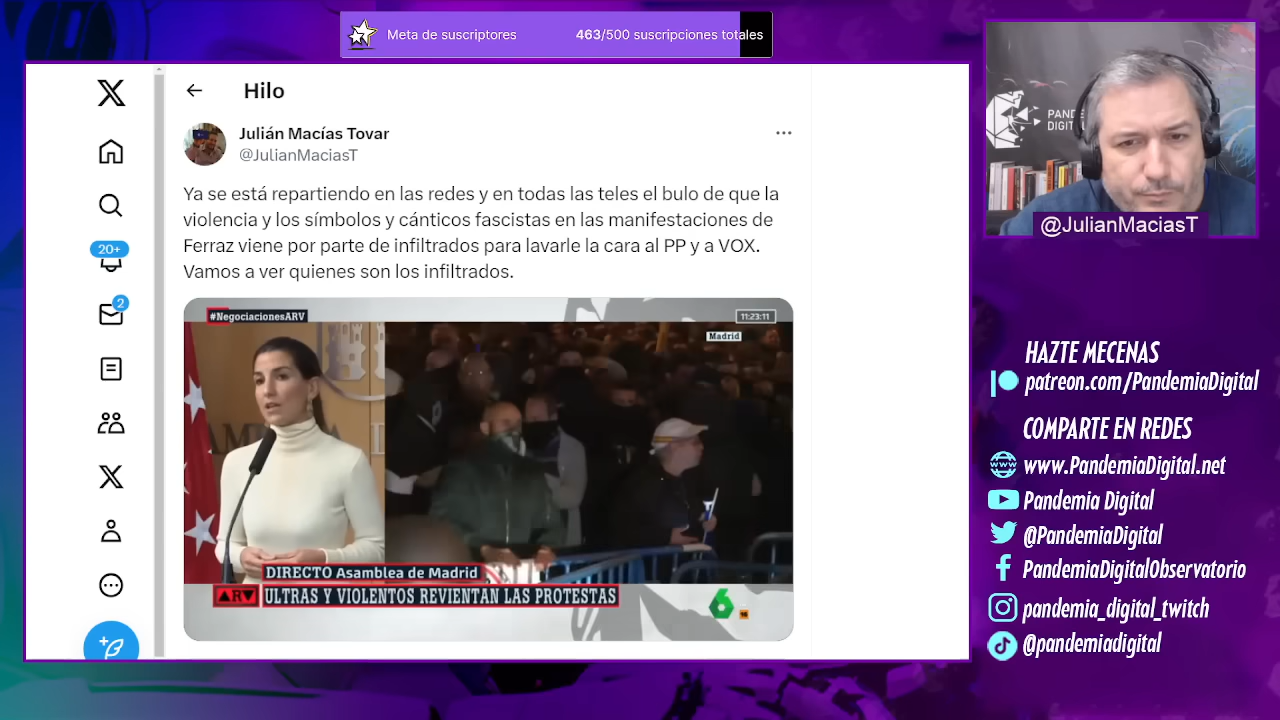 Meta de suscriptores 463/500 suscripciones totales
Hilo
Julián Macías Tovar
@JulianMaciasT
20+
2
Ya se está repartiendo en las redes y en todas las teles el bulo de que la
violencia y los símbolos y cánticos fascistas en las manifestaciones de
Ferraz viene por parte de infiltrados para lavarle la cara al PP y a VOX.
Vamos a ver quienes son los infiltrados.
#NegociacionesARV
11:23:11
Madrid
DIRECTO Asamblea de Madrid
ARV ULTRAS Y VIOLENTOS REVIENTAN LAS PROTESTAS
6
@JulianMaciasT
HAZTE MECENAS
patreon.com/PandemiaDigital
COMPARTE EN REDES
www.PandemiaDigital.net
Pandemia Digital
@PandemiaDigital
PandemiaDigitalObservatorio
pandemia_digital_twitch
@pandemiadigital